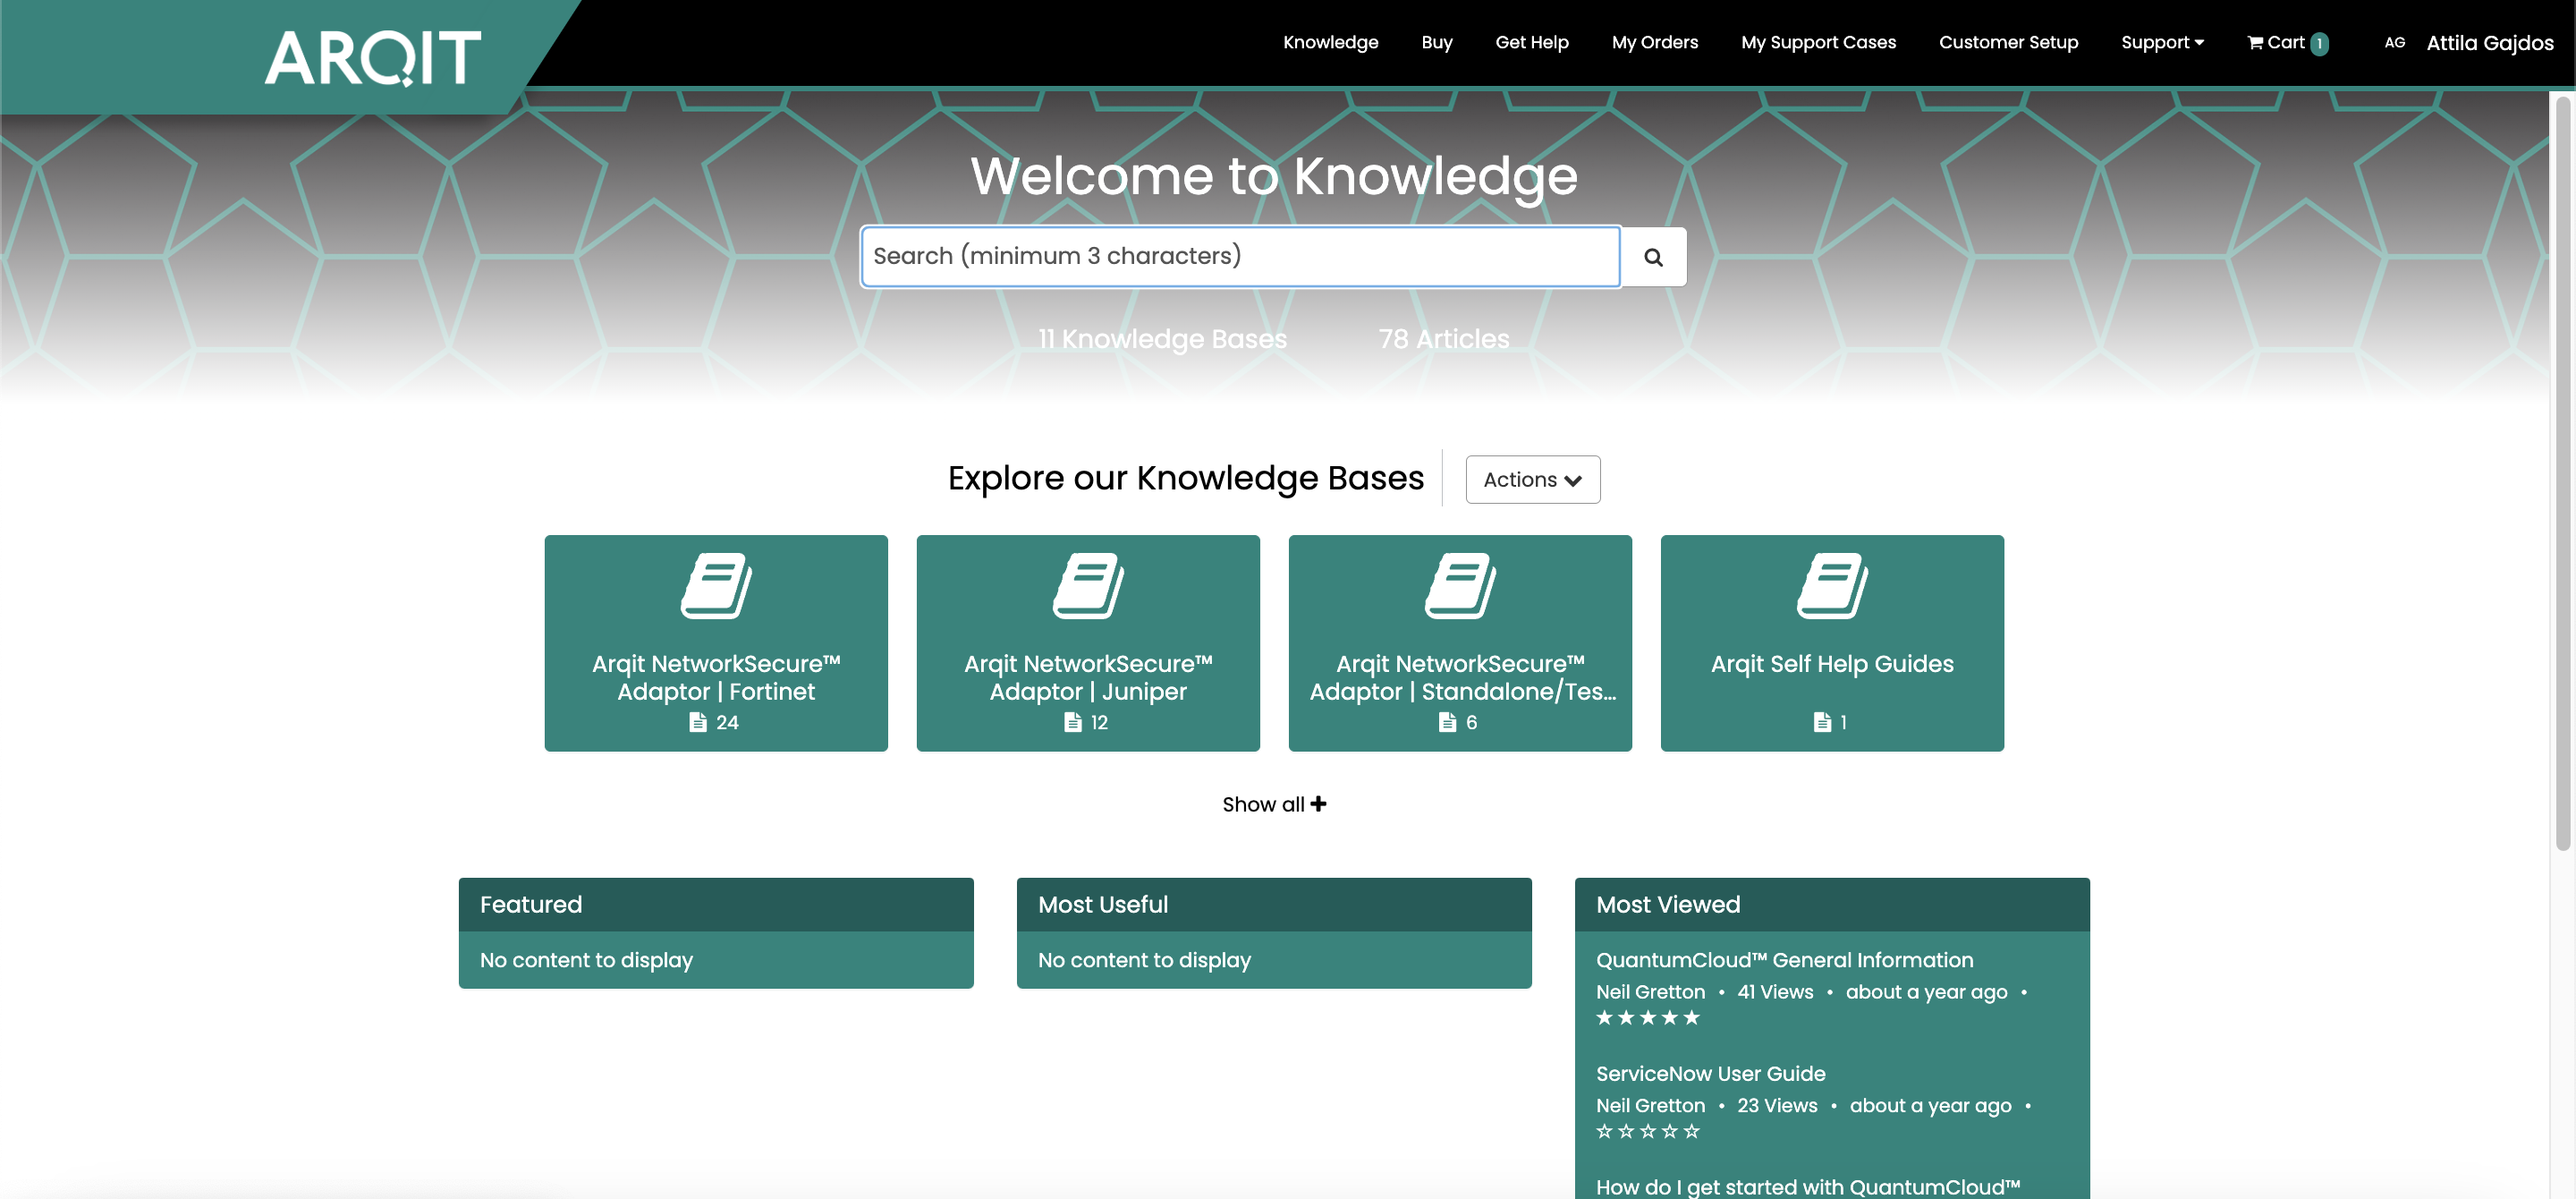 ARQIT
Knowledge Buy Get Help My Orders My Support Cases Customer Setup Support Cart 1 AG Attila Gajdos
Welcome to Knowledge
Search (minimum 3 characters)
11 Knowledge Bases 78 Articles
Explore our Knowledge Bases
Actions
Arqit NetworkSecure™
Adaptor | Fortinet
24
Arqit NetworkSecure™
Adaptor | Juniper
12
Arqit NetworkSecure™
Adaptor | Standalone/Tes...
6
Arqit Self Help Guides
1
Show all
Featured
No content to display
Most Useful
No content to display
Most Viewed
QuantumCloud™ General Information
Neil Gretton • 41 Views • about a year ago •
★★★★★
ServiceNow User Guide
Neil Gretton • 23 Views • about a year ago •
☆☆☆☆☆
How do I get started with QuantumCloud™